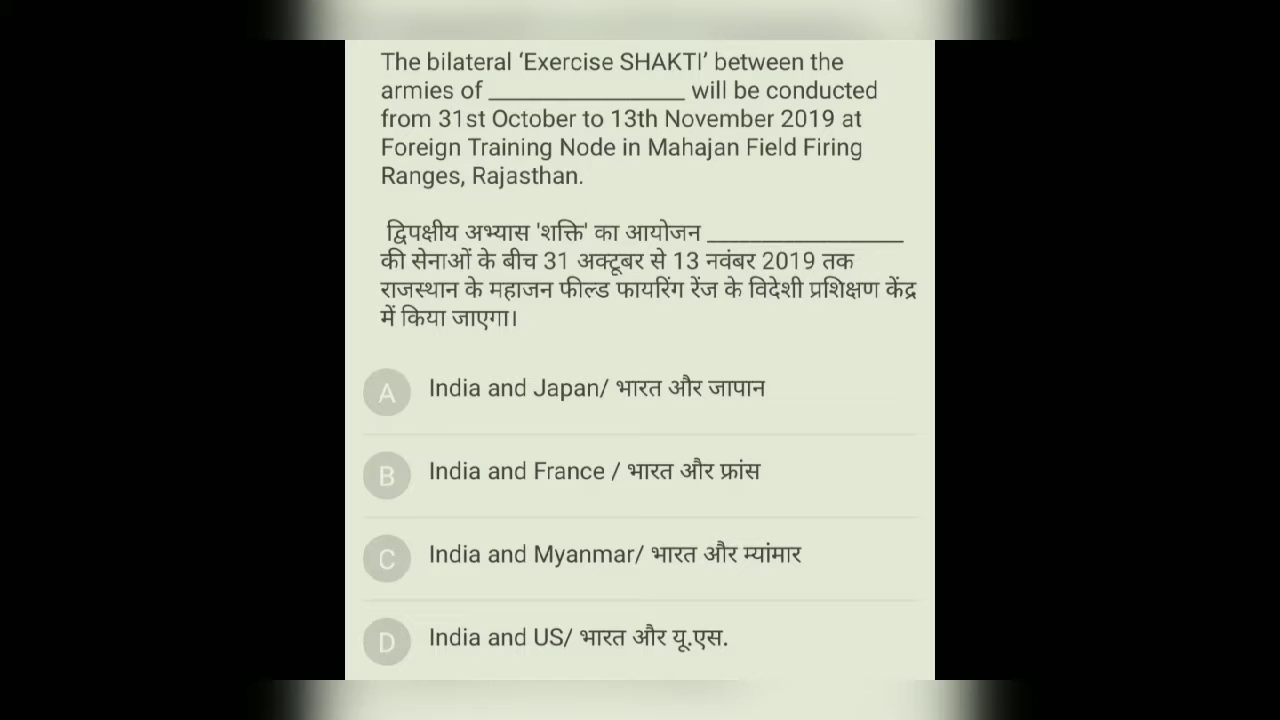 The bilateral ‘Exercise SHAKTI’ between the
armies of _________________ will be conducted
from 31st October to 13th November 2019 at
Foreign Training Node in Mahajan Field Firing
Ranges, Rajasthan.
द्विपक्षीय अभ्यास 'शक्ति' का आयोजन _________________
की सेनाओं के बीच 31 अक्टूबर से 13 नवंबर 2019 तक
राजस्थान के महाजन फील्ड फायरिंग रेंज के विदेशी प्रशिक्षण केंद्र
में किया जाएगा।
A India and Japan/ भारत और जापान
B India and France / भारत और फ्रांस
C India and Myanmar/ भारत और म्यांमार
D India and US/ भारत और यू.एस.